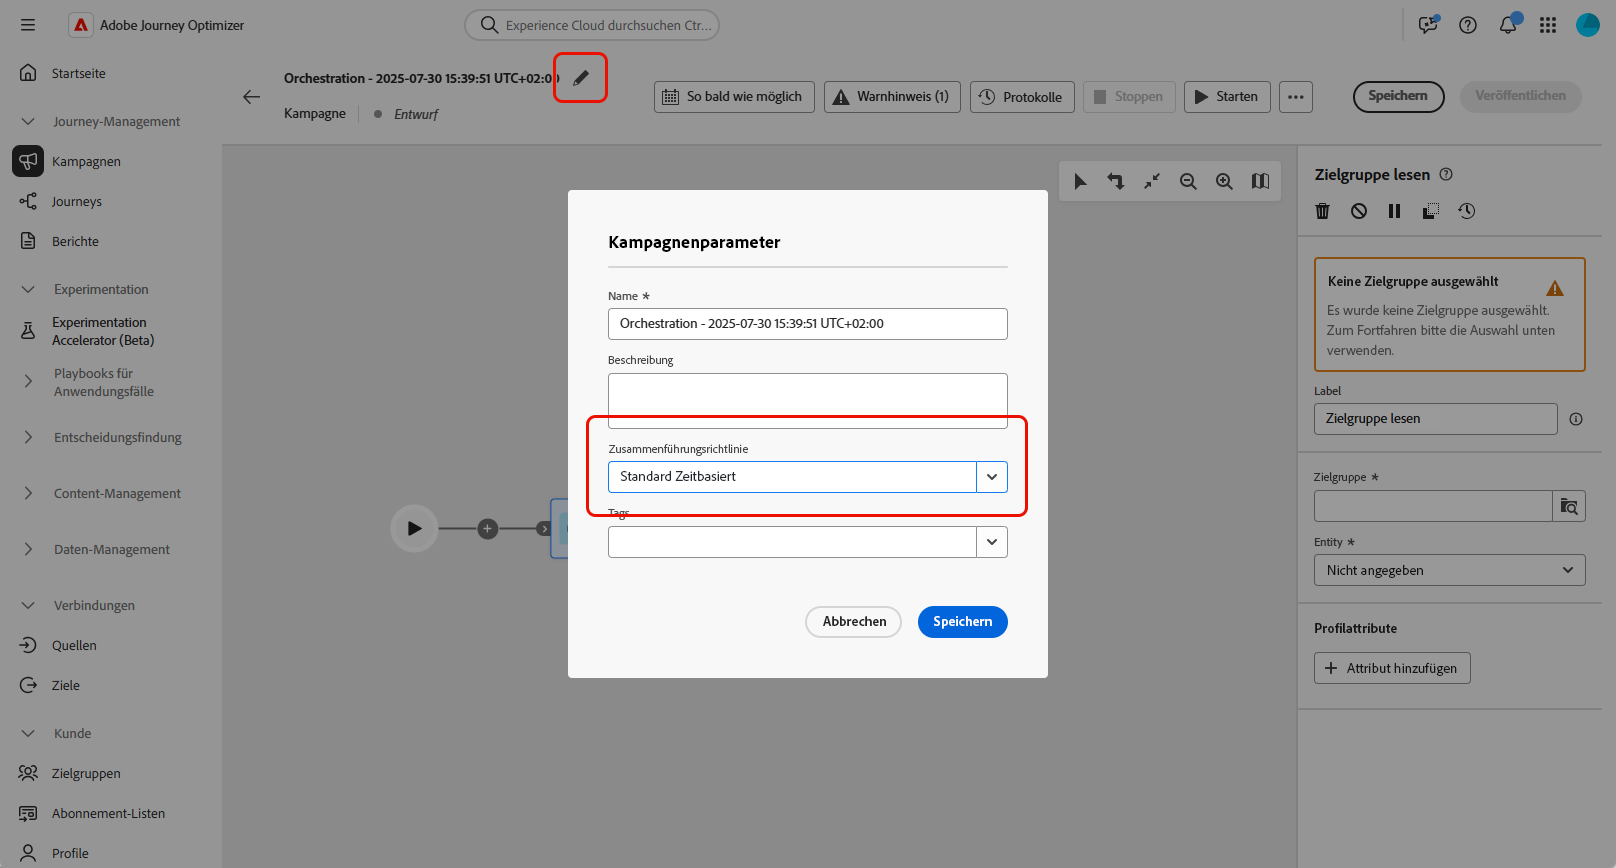 Adobe Journey Optimizer
Experience Cloud durchsuchen Ctr...
Startseite
Journey-Management
Kampagnen
Journeys
Berichte
Experimentation
Experimentation
Accelerator (Beta)
Playbooks für
Anwendungsfälle
Entscheidungsfindung
Content-Management
Daten-Management
Verbindungen
Quellen
Ziele
Kunde
Zielgruppen
Abonnement-Listen
Profile
Orchestration - 2025-07-30 15:39:51 UTC+02:00
Kampagne
Entwurf
So bald wie möglich
Warnhinweis (1)
Protokolle
Stoppen
Starten
Speichern
Veröffentlichen
Kampagnenparameter
Name *
Orchestration - 2025-07-30 15:39:51 UTC+02:00
Beschreibung
Zusammenführungsrichtlinie
Standard Zeitbasiert
Tags
Abbrechen
Speichern
Zielgruppe lesen
Keine Zielgruppe ausgewählt
Es wurde keine Zielgruppe ausgewählt.
Zum Fortfahren bitte die Auswahl unten
verwenden.
Label
Zielgruppe lesen
Zielgruppe *
Entity *
Nicht angegeben
Profilattribute
Attribut hinzufügen